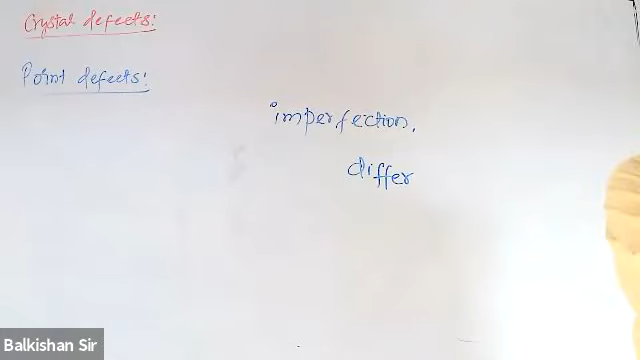 Crystal defects:
Point defects:
imperfection.
differ
Balkishan Sir